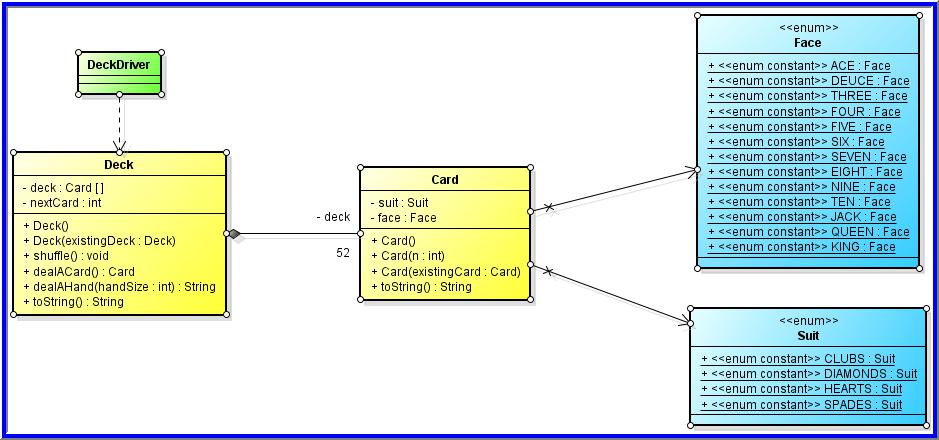 DeckDriver
Deck
- deck : Card [ ]
- nextCard : int
+ Deck()
+ Deck(existingDeck : Deck)
+ shuffle() : void
+ dealACard() : Card
+ dealAHand(handSize : int) : String
+ toString() : String
- deck
52
Card
- suit : Suit
- face : Face
+ Card()
+ Card(n : int)
+ Card(existingCard : Card)
+ toString() : String
<<enum>>
Face
+ <<enum constant>> ACE : Face
+ <<enum constant>> DEUCE : Face
+ <<enum constant>> THREE : Face
+ <<enum constant>> FOUR : Face
+ <<enum constant>> FIVE : Face
+ <<enum constant>> SIX : Face
+ <<enum constant>> SEVEN : Face
+ <<enum constant>> EIGHT : Face
+ <<enum constant>> NINE : Face
+ <<enum constant>> TEN : Face
+ <<enum constant>> JACK : Face
+ <<enum constant>> QUEEN : Face
+ <<enum constant>> KING : Face
<<enum>>
Suit
+ <<enum constant>> CLUBS : Suit
+ <<enum constant>> DIAMONDS : Suit
+ <<enum constant>> HEARTS : Suit
+ <<enum constant>> SPADES : Suit